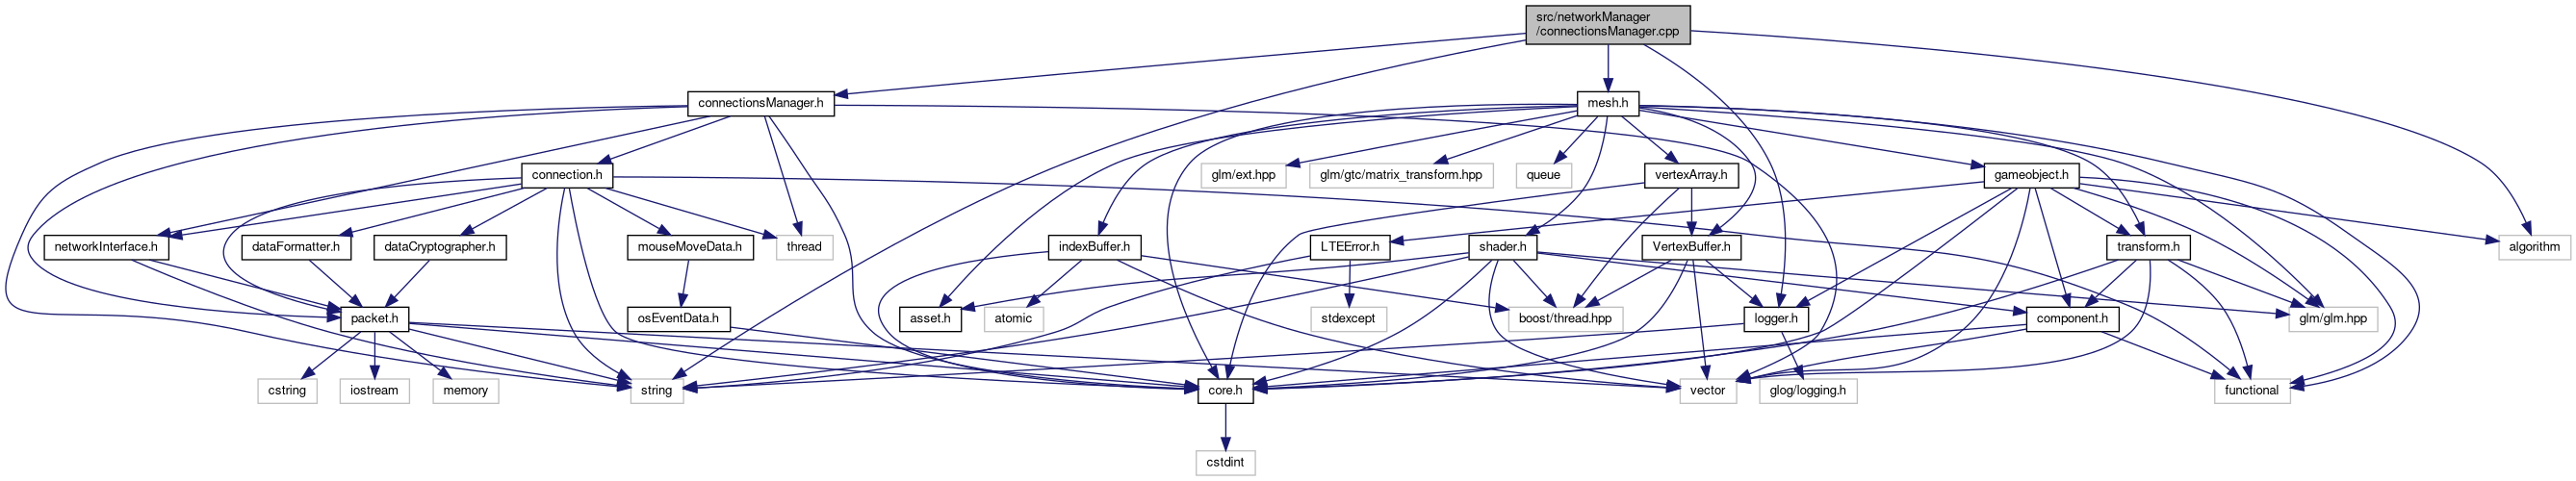 src/networkManager
/connectionsManager.cpp
connectionsManager.h
mesh.h
connection.h
glm/ext.hpp
glm/gtc/matrix_transform.hpp
queue
vertexArray.h
gameobject.h
networkInterface.h
dataFormatter.h
dataCryptographer.h
mouseMoveData.h
thread
indexBuffer.h
LTEError.h
shader.h
VertexBuffer.h
transform.h
algorithm
packet.h
osEventData.h
asset.h
atomic
stdexcept
boost/thread.hpp
logger.h
component.h
glm/glm.hpp
cstring
iostream
memory
string
core.h
vector
glog/logging.h
functional
cstdint